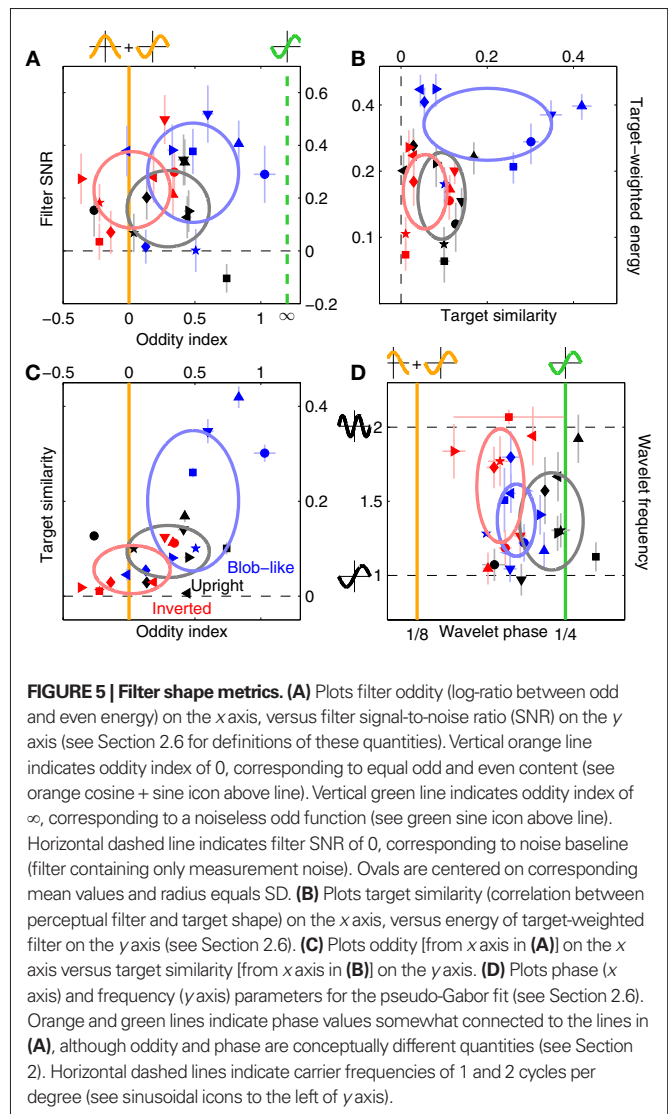 +
A
0.6
0.4
0.2
0
−0.2
Filter SNR
−0.5
0
0.5
1
∞
Oddity index
B
0
0.2
0.4
0.4
0.2
0.1
Target−weighted energy
Target similarity
C
−0.5
0
0.5
1
0.4
0.2
0
Target similarity
Blob−like
Upright
Inverted
Oddity index
+
D
2
1.5
1
Wavelet frequency
1/8
Wavelet phase
1/4
FIGURE 5 | Filter shape metrics. (A) Plots filter oddity (log-ratio between odd
and even energy) on the x axis, versus filter signal-to-noise ratio (SNR) on the y
axis (see Section 2.6 for definitions of these quantities). Vertical orange line
indicates oddity index of 0, corresponding to equal odd and even content (see
orange cosine + sine icon above line). Vertical green line indicates oddity index of
∞, corresponding to a noiseless odd function (see green sine icon above line).
Horizontal dashed line indicates filter SNR of 0, corresponding to noise baseline
(filter containing only measurement noise). Ovals are centered on corresponding
mean values and radius equals SD. (B) Plots target similarity (correlation between
perceptual filter and target shape) on the x axis, versus energy of target-weighted
filter on the y axis (see Section 2.6). (C) Plots oddity [from x axis in (A)] on the x
axis versus target similarity [from x axis in (B)] on the y axis. (D) Plots phase (x
axis) and frequency (y axis) parameters for the pseudo-Gabor fit (see Section 2.6).
Orange and green lines indicate phase values somewhat connected to the lines in
(A), although oddity and phase are conceptually different quantities (see Section
2). Horizontal dashed lines indicate carrier frequencies of 1 and 2 cycles per
degree (see sinusoidal icons to the left of y axis).